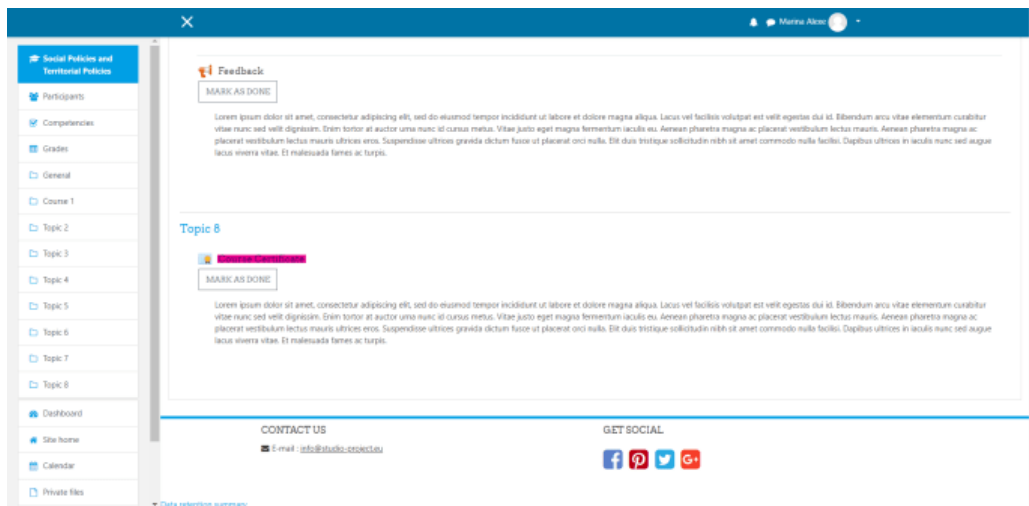 Marina Alexe
Social Policies and
Territorial Policies
Participants
Competencies
Grades
General
Course 1
Topic 2
Topic 3
Topic 4
Topic 5
Topic 6
Topic 7
Topic 8
Dashboard
Site home
Calendar
Private files
Feedback
MARK AS DONE
Lorem ipsum dolor sit amet, consectetur adipiscing elit, sed do eiusmod tempor incididunt ut labore et dolore magna aliqua. Lacus vel facilisis volutpat est velit egestas dui id. Bibendum arcu vitae elementum curabitur
vitae nunc sed velit dignissim. Enim tortor at auctor urna nunc id cursus metus. Vitae justo eget magna fermentum iaculis eu. Aenean pharetra magna ac placerat vestibulum lectus mauris. Aenean pharetra magna ac
placerat vestibulum lectus mauris ultrices eros. Suspendisse ultrices gravida dictum fusce ut placerat orci nulla. Elit duis tristique sollicitudin nibh sit amet commodo nulla facilisi. Dapibus ultrices in iaculis nunc sed augue
lacus viverra vitae. Et malesuada fames ac turpis.
Topic 8
Course Certificate
MARK AS DONE
Lorem ipsum dolor sit amet, consectetur adipiscing elit, sed do eiusmod tempor incididunt ut labore et dolore magna aliqua. Lacus vel facilisis volutpat est velit egestas dui id. Bibendum arcu vitae elementum curabitur
vitae nunc sed velit dignissim. Enim tortor at auctor urna nunc id cursus metus. Vitae justo eget magna fermentum iaculis eu. Aenean pharetra magna ac placerat vestibulum lectus mauris. Aenean pharetra magna ac
placerat vestibulum lectus mauris ultrices eros. Suspendisse ultrices gravida dictum fusce ut placerat orci nulla. Elit duis tristique sollicitudin nibh sit amet commodo nulla facilisi. Dapibus ultrices in iaculis nunc sed augue
lacus viverra vitae. Et malesuada fames ac turpis.
CONTACT US
E-mail : info@studio-project.eu
GET SOCIAL
Data retention summary